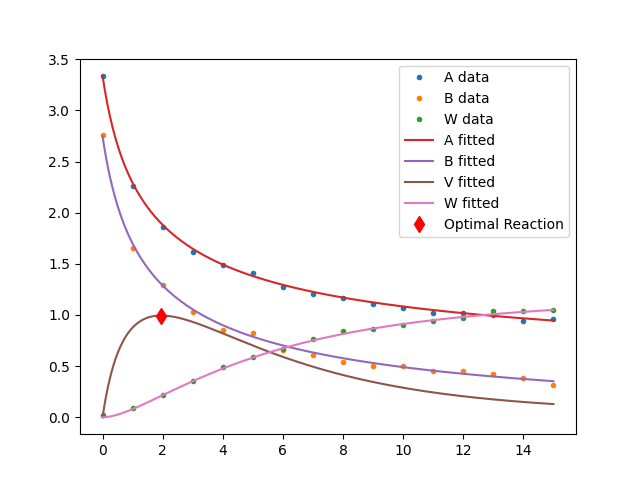 3.5
3.0
2.5
2.0
1.5
1.0
0.5
0.0
0
2
4
6
8
10
12
14
A data
B data
W data
A fitted
B fitted
V fitted
W fitted
Optimal Reaction